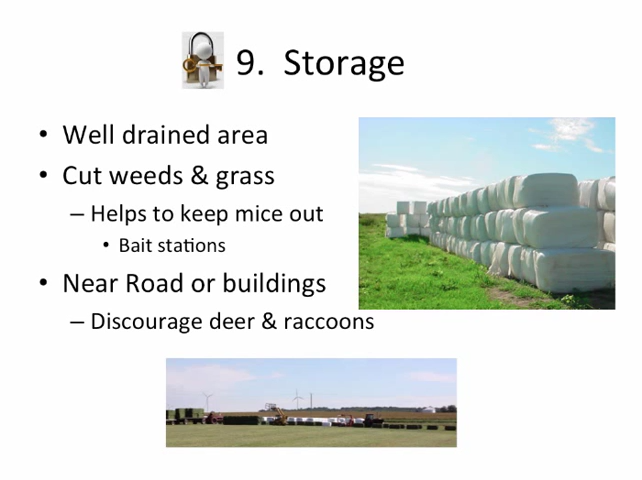 9. Storage
• Well drained area
• Cut weeds & grass
– Helps to keep mice out
• Bait stations
• Near Road or buildings
– Discourage deer & raccoons